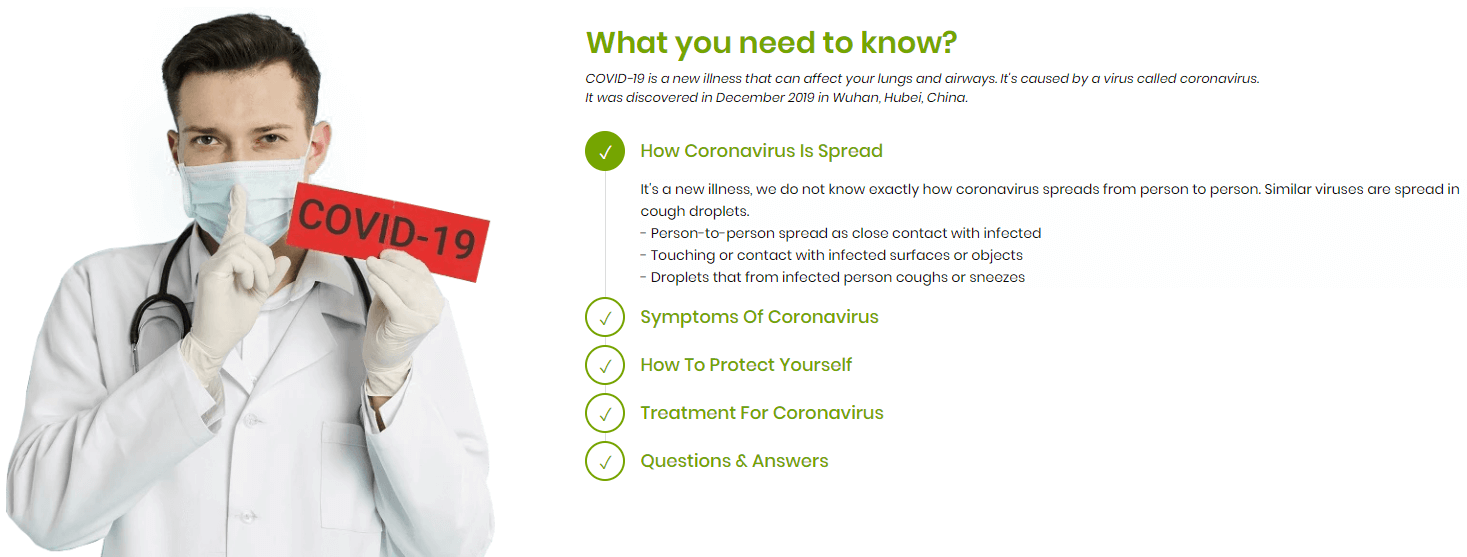 What you need to know?
COVID-19 is a new illness that can affect your lungs and airways. It's caused by a virus called coronavirus.
It was discovered in December 2019 in Wuhan, Hubei, China.
COVID-19
How Coronavirus Is Spread
It's a new illness, we do not know exactly how coronavirus spreads from person to person. Similar viruses are spread in
cough droplets.
- Person-to-person spread as close contact with infected
- Touching or contact with infected surfaces or objects
- Droplets that from infected person coughs or sneezes
Symptoms Of Coronavirus
How To Protect Yourself
Treatment For Coronavirus
Questions & Answers